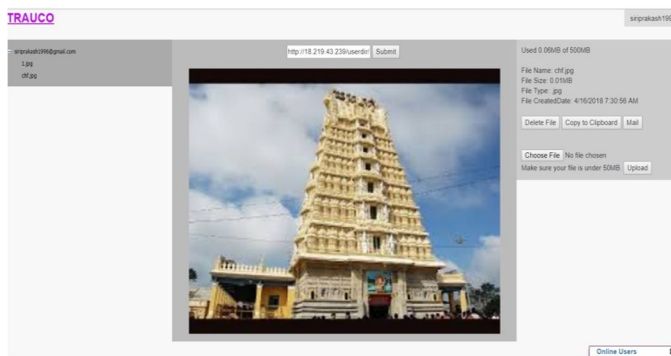 TRAUCO
siriprakash199
siriprakash1996@gmail.com
1.jpg
chf.jpg
http://18.219.43.239/userdir/ Submit
Used 0.06MB of 500MB
File Name: chf.jpg
File Size: 0.01MB
File Type: .jpg
File CreatedDate: 4/16/2018 7:30:56 AM
Delete File Copy to Clipboard Mail
Choose File No file chosen
Make sure your file is under 50MB. Upload
Online Users